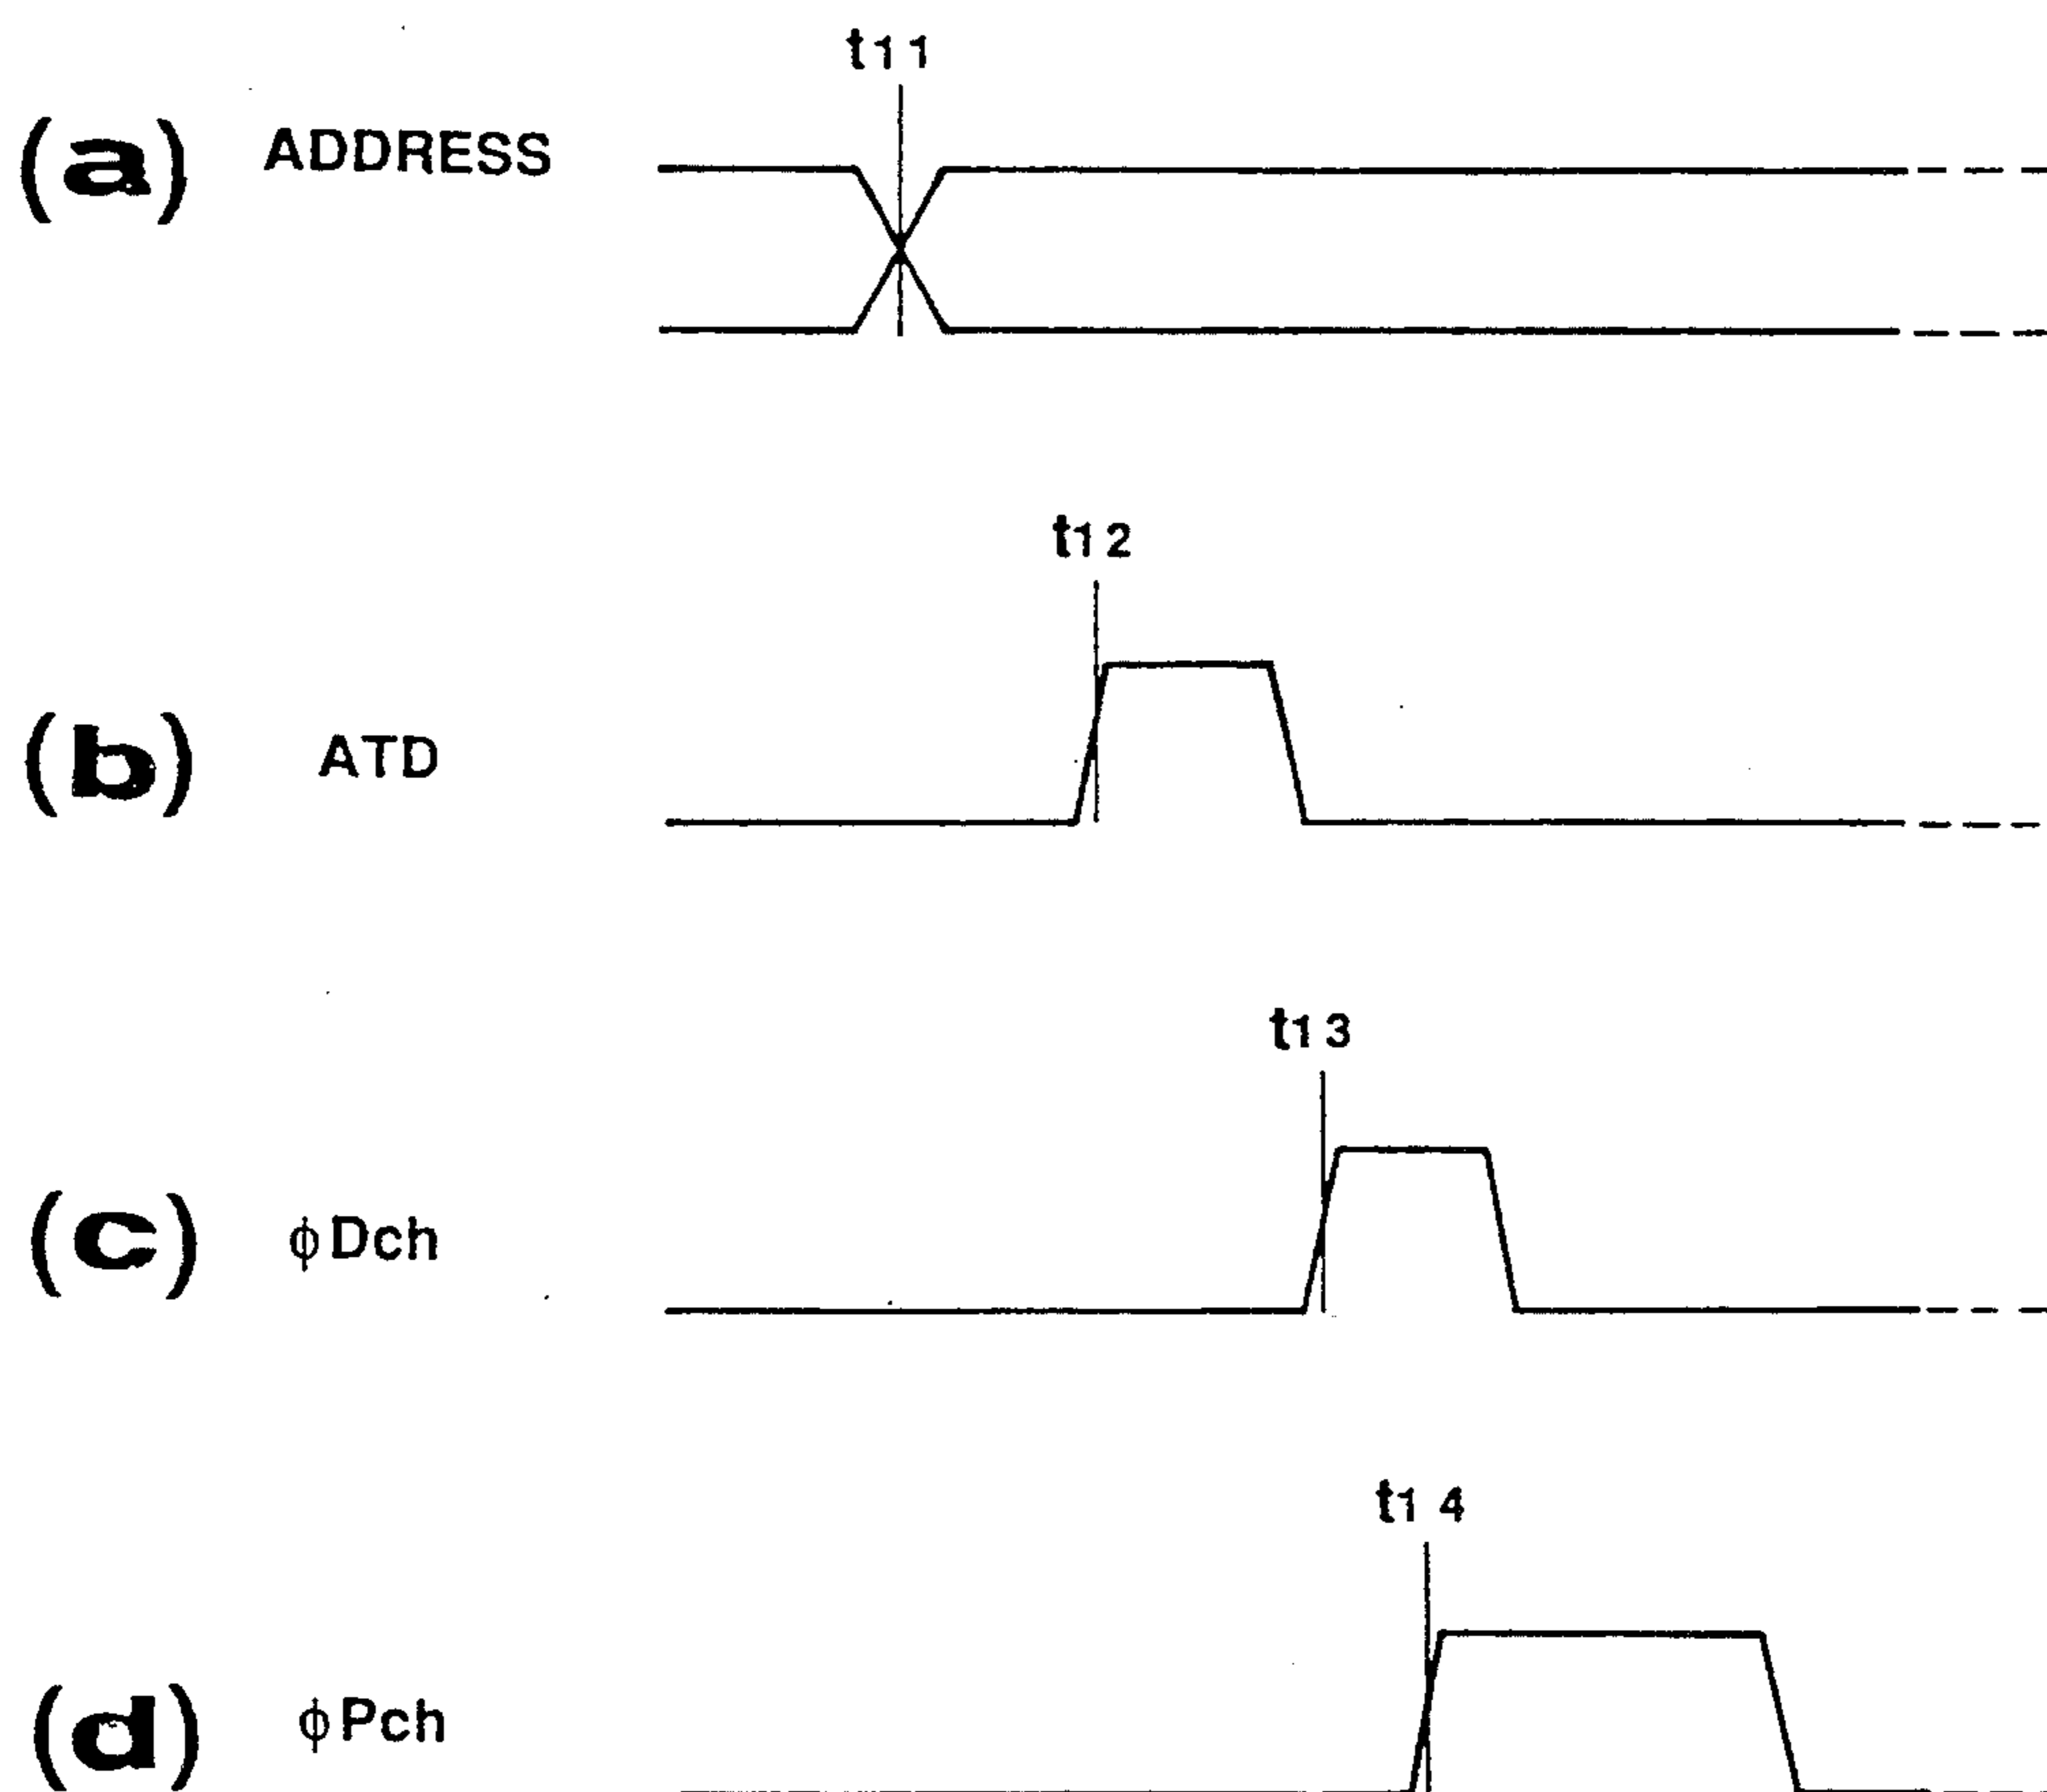 t11
(a) ADDRESS
t12
(b) ATD
t13
(c) ϕDch
t14
(d) ϕPch